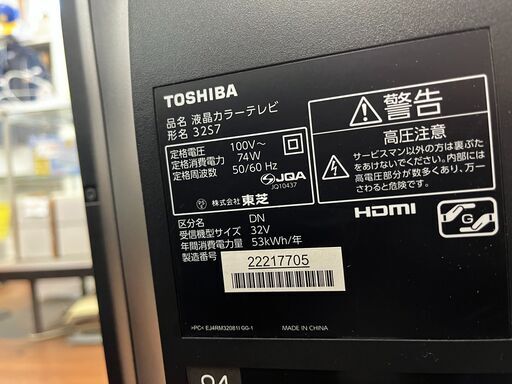 TOSHIBA
品名 液晶カラーテレビ
形名 32S7
定格電圧 100V～
定格消費電力 74W
定格周波数 50/60 Hz
JQA
JQ10437
株式会社 東芝
区分名 DN
受信機型サイズ 32V
年間消費電力量 53kWh/年
製造番号
22217705
>PC< EJ4RM32081I GG-1
MADE IN CHINA
警告
高圧注意
サービスマン以外の方は裏ぶた
をあけないでください。内部には
高電圧部分が数多くあり、万一
さわると危険です。
HDMI
G